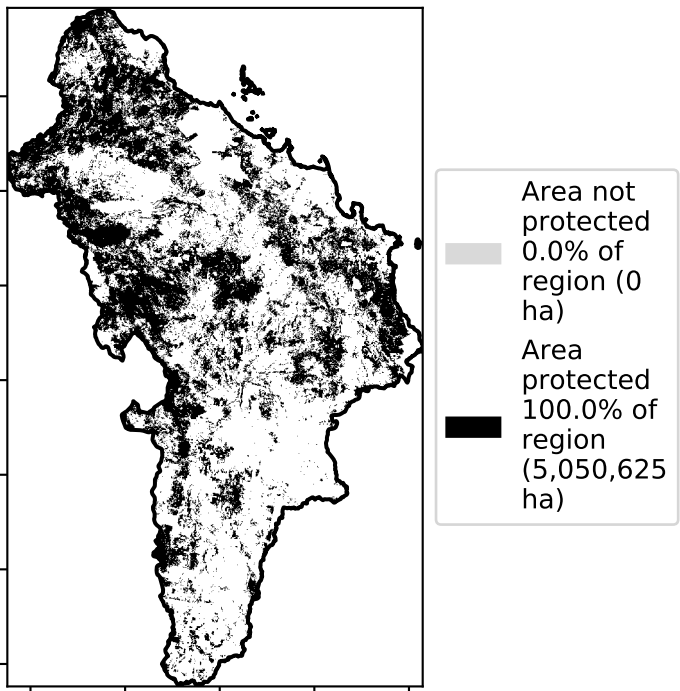 Area not
protected
0.0% of
region (0
ha)
Area
protected
100.0% of
region
(5,050,625
ha)